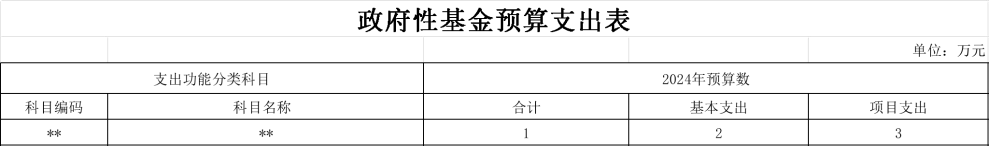 政府性基金预算支出表
单位：万元
支出功能分类科目 2024年预算数
科目编码 科目名称 合计 基本支出 项目支出
** ** 1 2 3